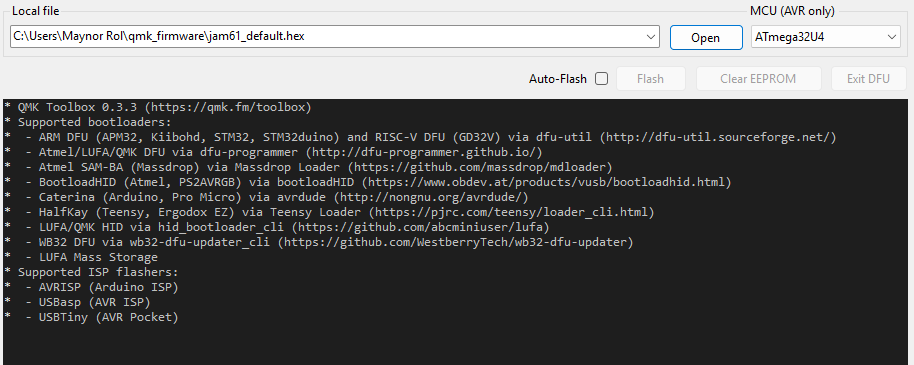 Local file
MCU (AVR only)
C:\Users\Maynor Rol\qmk_firmware\jam61_default.hex
Open
ATmega32U4
Auto-Flash
Flash
Clear EEPROM
Exit DFU
* QMK Toolbox 0.3.3 (https://qmk.fm/toolbox)
* Supported bootloaders:
*  - ARM DFU (APM32, Kiibohd, STM32, STM32duino) and RISC-V DFU (GD32V) via dfu-util (http://dfu-util.sourceforge.net/)
*  - Atmel/LUFA/QMK DFU via dfu-programmer (http://dfu-programmer.github.io/)
*  - Atmel SAM-BA (Massdrop) via Massdrop Loader (https://github.com/massdrop/mdloader)
*  - BootloadHID (Atmel, PS2AVRGB) via bootloadHID (https://www.obdev.at/products/vusb/bootloadhid.html)
*  - Caterina (Arduino, Pro Micro) via avrdude (http://nongnu.org/avrdude/)
*  - HalfKay (Teensy, Ergodox EZ) via Teensy Loader (https://pjrc.com/teensy/loader_cli.html)
*  - LUFA/QMK HID via hid_bootloader_cli (https://github.com/abcminiuser/lufa)
*  - WB32 DFU via wb32-dfu-updater_cli (https://github.com/WestberryTech/wb32-dfu-updater)
*  - LUFA Mass Storage
* Supported ISP flashers:
*  - AVRISP (Arduino ISP)
*  - USBasp (AVR ISP)
*  - USBTiny (AVR Pocket)